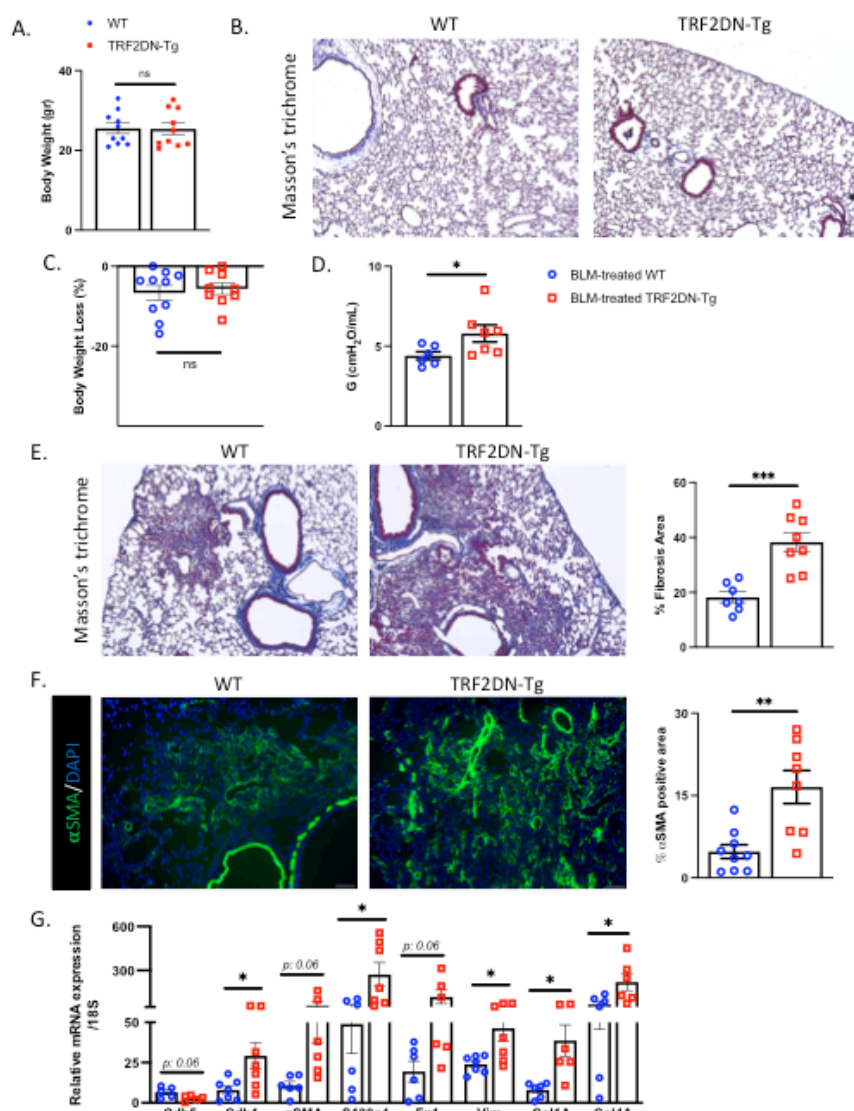 A.
WT
TRF2DN-Tg
ns
40
20
0
Body Weight (gr)
B.
WT
TRF2DN-Tg
Masson's trichrome
C.
0
-20
Body Weight Loss (%)
ns
D.
*
10
5
0
G (cmH₂O/mL)
BLM-treated WT
BLM-treated TRF2DN-Tg
E.
WT
TRF2DN-Tg
Masson's trichrome
***
60
40
20
0
% Fibrosis Area
F.
WT
TRF2DN-Tg
αSMA/DAPI
**
30
15
0
% αSMA positive area
G.
Relative mRNA expression
/18S
600
300
50
25
0
p: 0.06
*
p: 0.06
*
p: 0.06
*
*
*